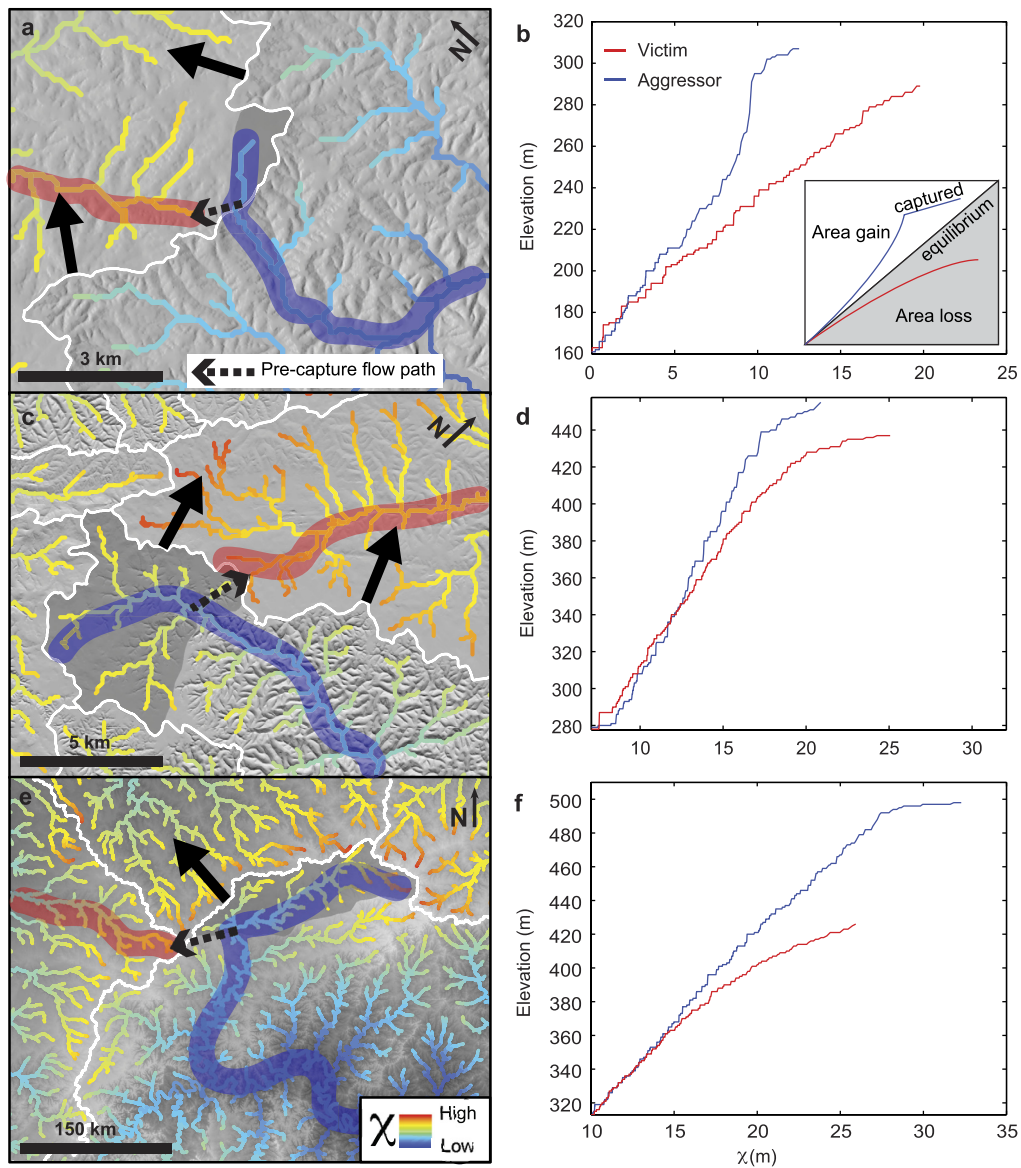 a
N
3 km
Pre-capture flow path
b
Victim
Aggressor
Elevation (m)
320
300
280
260
240
220
200
180
160
0
5
10
15
20
25
captured
equilibrium
Area gain
Area loss
c
N
5 km
d
Elevation (m)
440
420
400
380
360
340
320
300
280
10
15
20
25
30
e
N
150 km
χ
High
Low
f
Elevation (m)
500
480
460
440
420
400
380
360
340
320
10
15
20
25
30
35
χ(m)